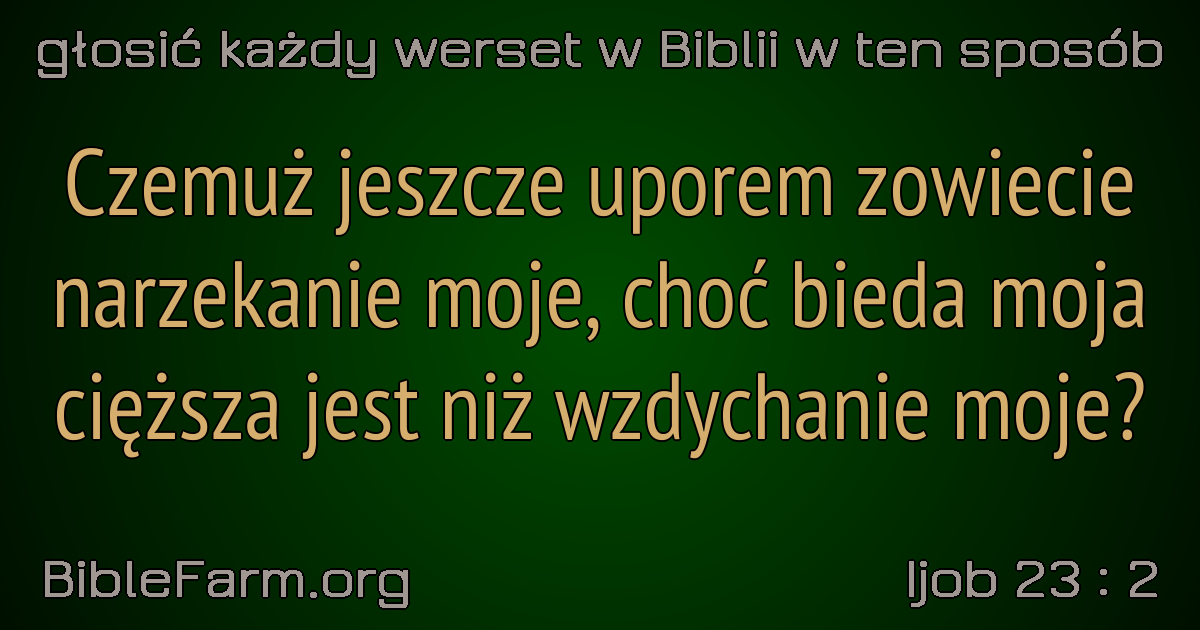 głosić każdy werset w Biblii w ten sposób
Czemuż jeszcze uporem zowiecie
narzekanie moje, choć bieda moja
cięższa jest niż wzdychanie moje?
BibleFarm.org
Ijob 23 : 2